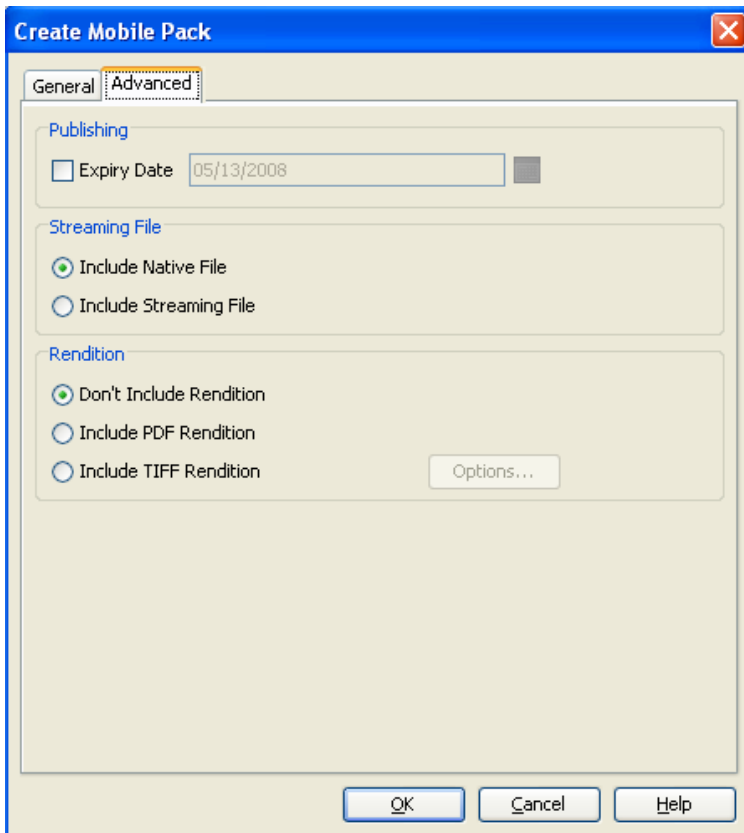 Create Mobile Pack
General Advanced
Publishing
Expiry Date 05/13/2008
Streaming File
Include Native File
Include Streaming File
Rendition
Don't Include Rendition
Include PDF Rendition
Include TIFF Rendition Options...
OK Cancel Help